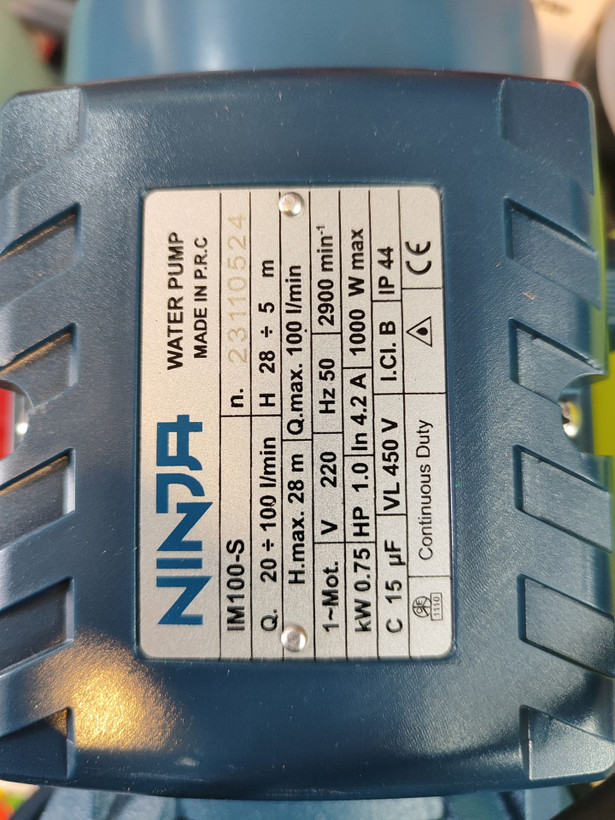 NINJA
WATER PUMP
MADE IN P.R.C
IM100-S n. 23110524
Q. 20 ÷ 100 l/min H 28 ÷ 5 m
H.max. 28 m Q.max. 100 l/min
1~Mot. V 220 Hz 50 2900 min⁻¹
kW 0.75 HP 1.0 In 4.2 A 1000 W max
C 15 µF VL 450 V I.Cl. B IP 44
1110 Continuous Duty CE